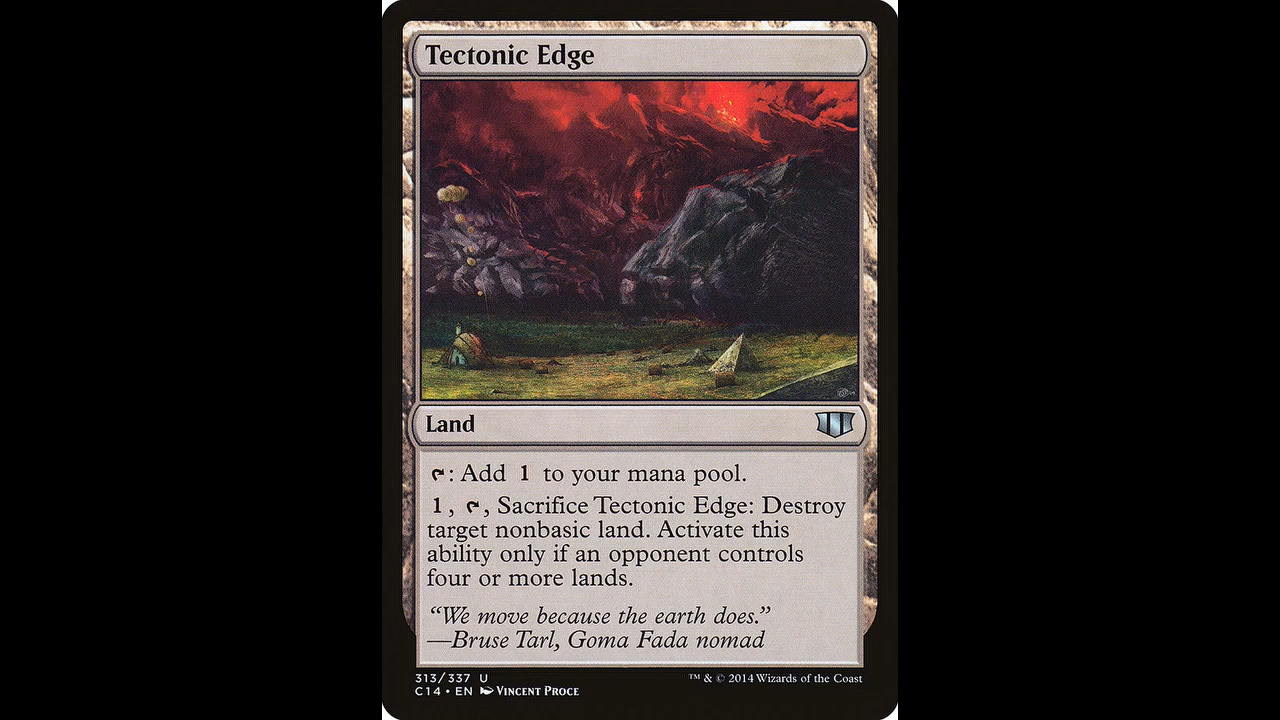 Tectonic Edge
Land
: Add 1 to your mana pool.
1, , Sacrifice Tectonic Edge: Destroy
target nonbasic land. Activate this
ability only if an opponent controls
four or more lands.
“We move because the earth does.”
—Bruse Tarl, Goma Fada nomad
313/337 U
C14 • EN Vincent Proce
™ & © 2014 Wizards of the Coast